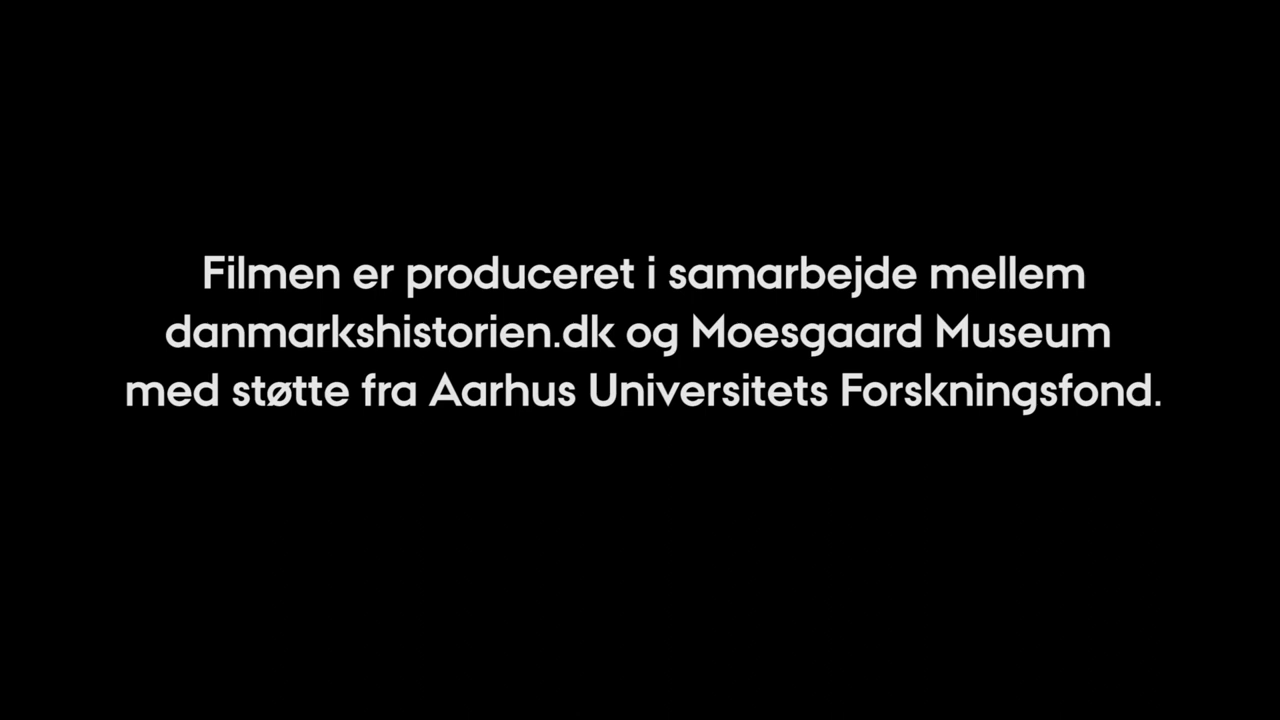 Filmen er produceret i samarbejde mellem
danmarkshistorien.dk og Moesgaard Museum
med støtte fra Aarhus Universitets Forskningsfond.